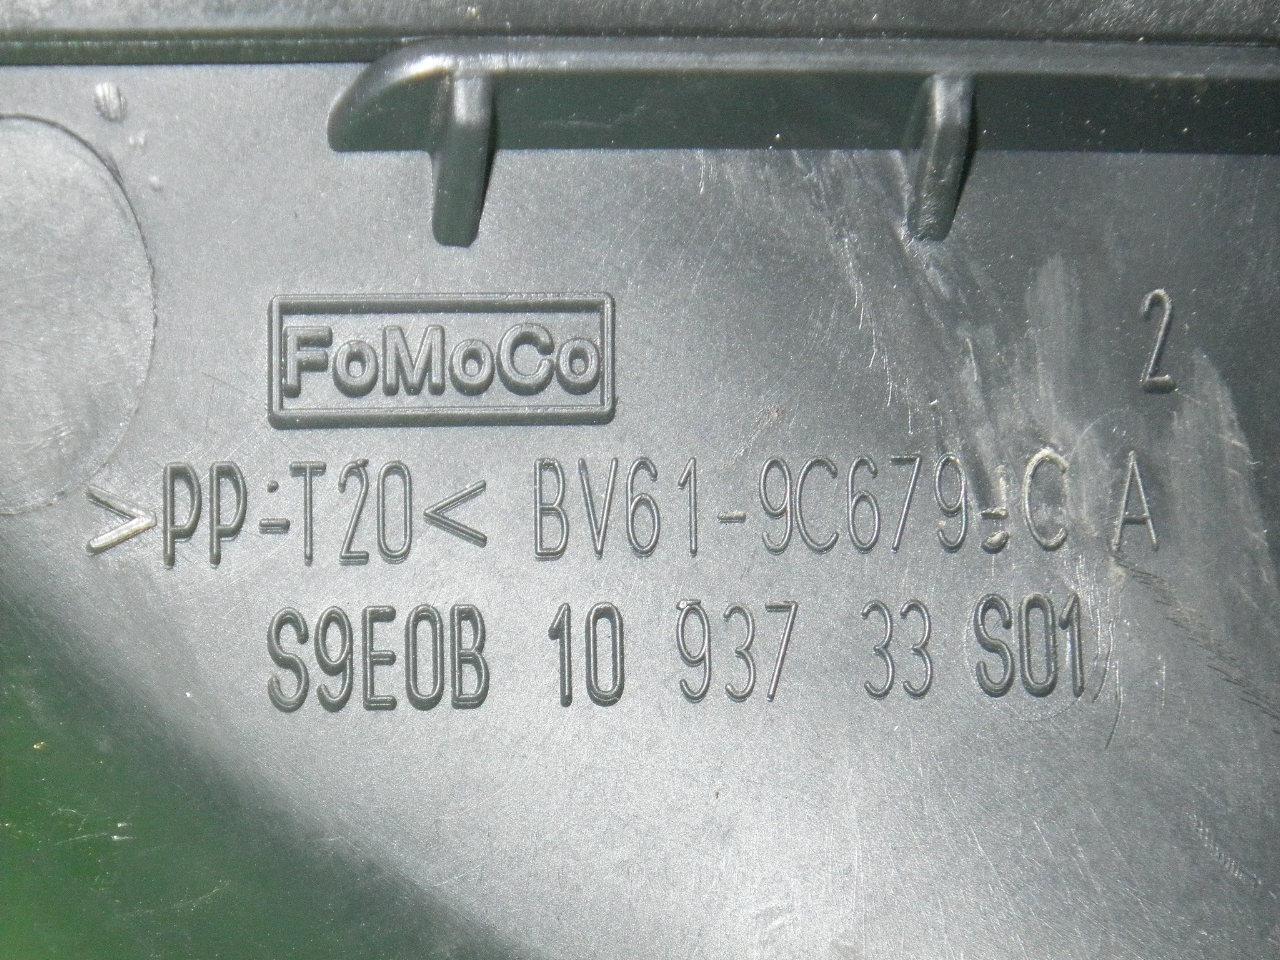 FoMoCo
2
>PP-T20< BV61-9C679-C A
S9E0B 10 937 33 S01